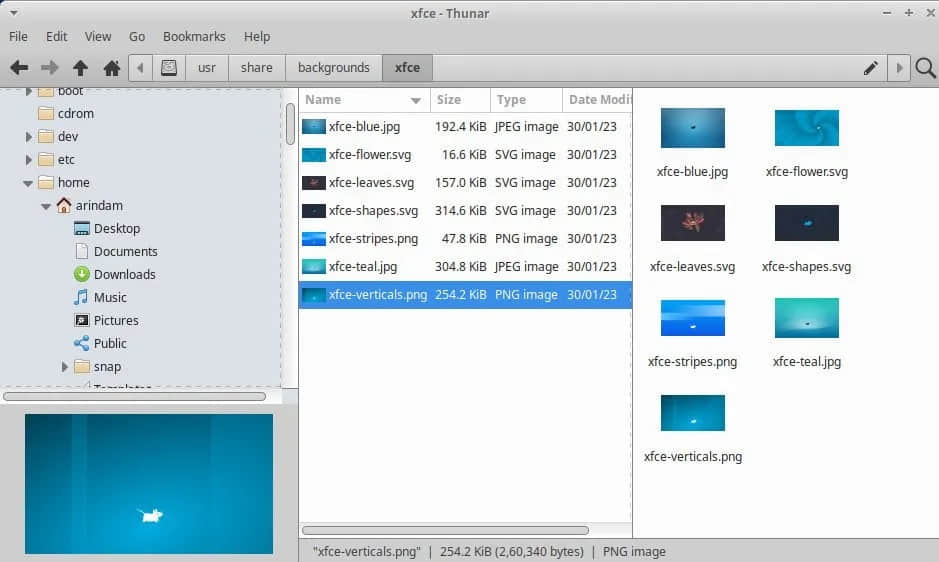 xfce - Thunar
File Edit View Go Bookmarks Help
usr share backgrounds xfce
boot
cdrom
dev
etc
home
arindam
Desktop
Documents
Downloads
Music
Pictures
Public
snap
Templates
Name Size Type Date Modi
xfce-blue.jpg 192.4 KiB JPEG image 30/01/23
xfce-flower.svg 16.6 KiB SVG image 30/01/23
xfce-leaves.svg 157.0 KiB SVG image 30/01/23
xfce-shapes.svg 314.6 KiB SVG image 30/01/23
xfce-stripes.png 47.8 KiB PNG image 30/01/23
xfce-teal.jpg 304.8 KiB JPEG image 30/01/23
xfce-verticals.png 254.2 KiB PNG image 30/01/23
xfce-blue.jpg xfce-flower.svg
xfce-leaves.svg xfce-shapes.svg
xfce-stripes.png xfce-teal.jpg
xfce-verticals.png
"xfce-verticals.png" | 254.2 KiB (2,60,340 bytes) | PNG image